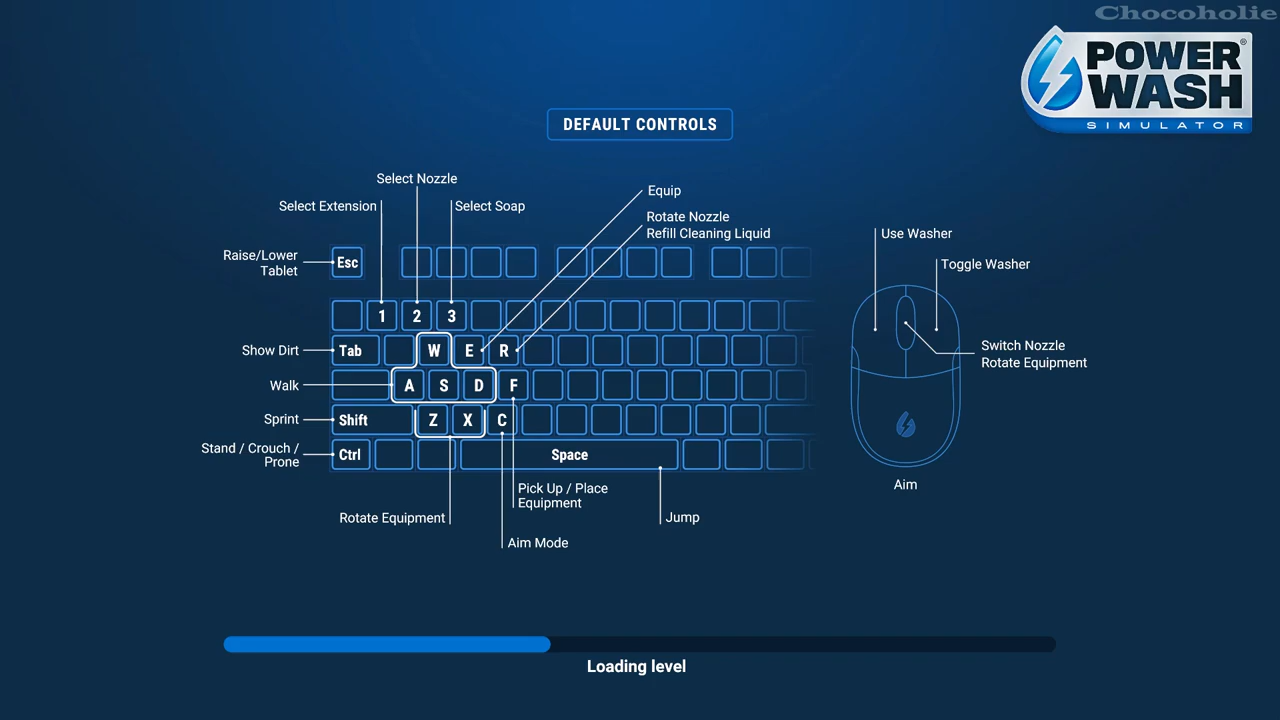 Chocoholie
POWER
WASH
®
SIMULATOR
DEFAULT CONTROLS
Select Nozzle
Select Extension
Select Soap
Equip
Rotate Nozzle
Refill Cleaning Liquid
Raise/Lower
Tablet
Esc
Use Washer
Toggle Washer
1 2 3
Show Dirt
Tab
W E R
Switch Nozzle
Rotate Equipment
Walk
A S D F
Sprint
Shift
Z X C
Stand / Crouch /
Prone
Ctrl
Space
Aim
Pick Up / Place
Equipment
Rotate Equipment
Jump
Aim Mode
Loading level